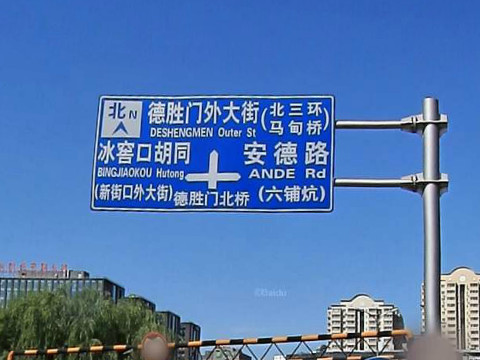 北 N
德胜门外大街 (北三环马甸桥)
DESHENGMEN Outer St
冰窖口胡同
BINGJIAOKOU Hutong
(新街口外大街)
安德路
ANDE Rd
(六铺炕)
德胜门北桥
©Baidu